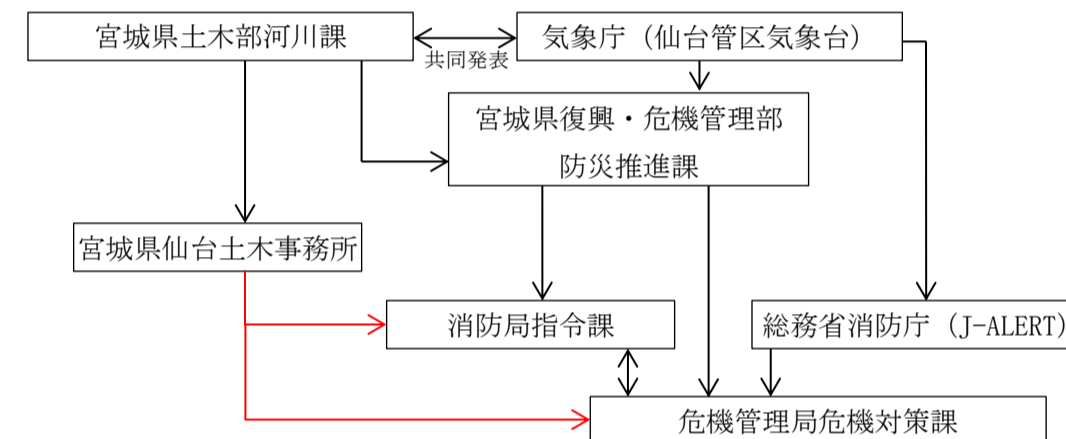 宮城県土木部河川課
気象庁（仙台管区気象台）
共同発表
宮城県復興・危機管理部
防災推進課
宮城県仙台土木事務所
消防局指令課
総務省消防庁（J-ALERT）
危機管理局危機対策課